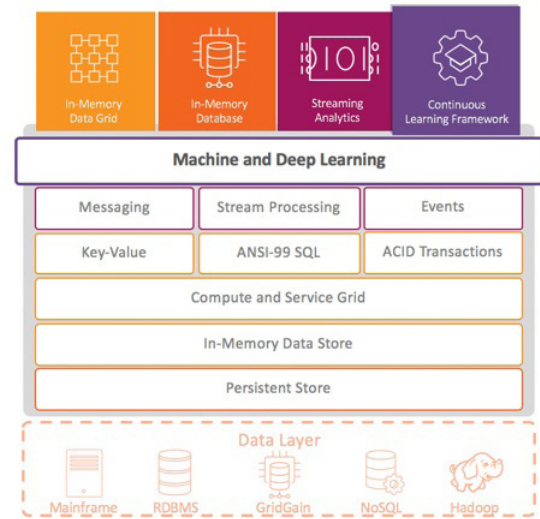 In-Memory
Data Grid
In-Memory
Database
Streaming
Analytics
Continuous
Learning Framework
Machine and Deep Learning
Messaging
Stream Processing
Events
Key-Value
ANSI-99 SQL
ACID Transactions
Compute and Service Grid
In-Memory Data Store
Persistent Store
Data Layer
Mainframe
RDBMS
GridGain
NoSQL
Hadoop